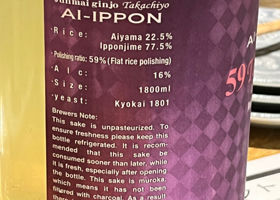 Junmai ginjo Takachiyo
AI-IPPON
Rice: Aiyama 22.5%
Ipponjime 77.5%
Polishing ratio: 59% (Flat rice polishing)
Alc: 16%
Size: 1800ml
yeast: Kyokai 1801
Brewers Note:
This sake is unpasteurized. To
ensure freshness please keep this
bottle refrigerated. It is recom-
mended that this sake be
consumed sooner than later, while
it is fresh, especially after opening
the bottle. This sake is muroka,
which means it has not been
filtered with charcoal. As a result
59%